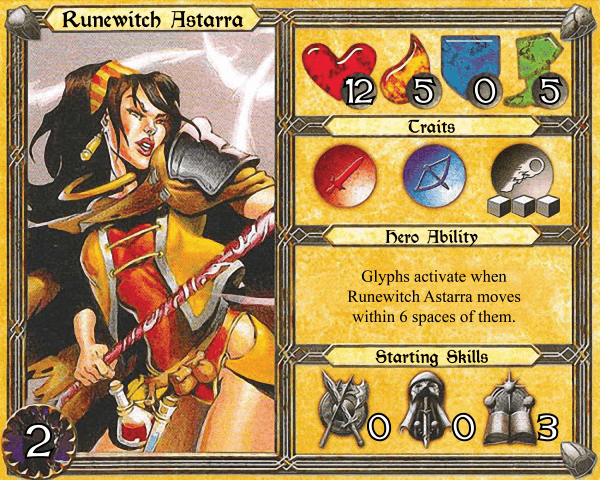 Runewitch Astarra
12 5 0 5
Traits
Hero Ability
Glyphs activate when
Runewitch Astarra moves
within 6 spaces of them.
Starting Skills
0 0 3
2